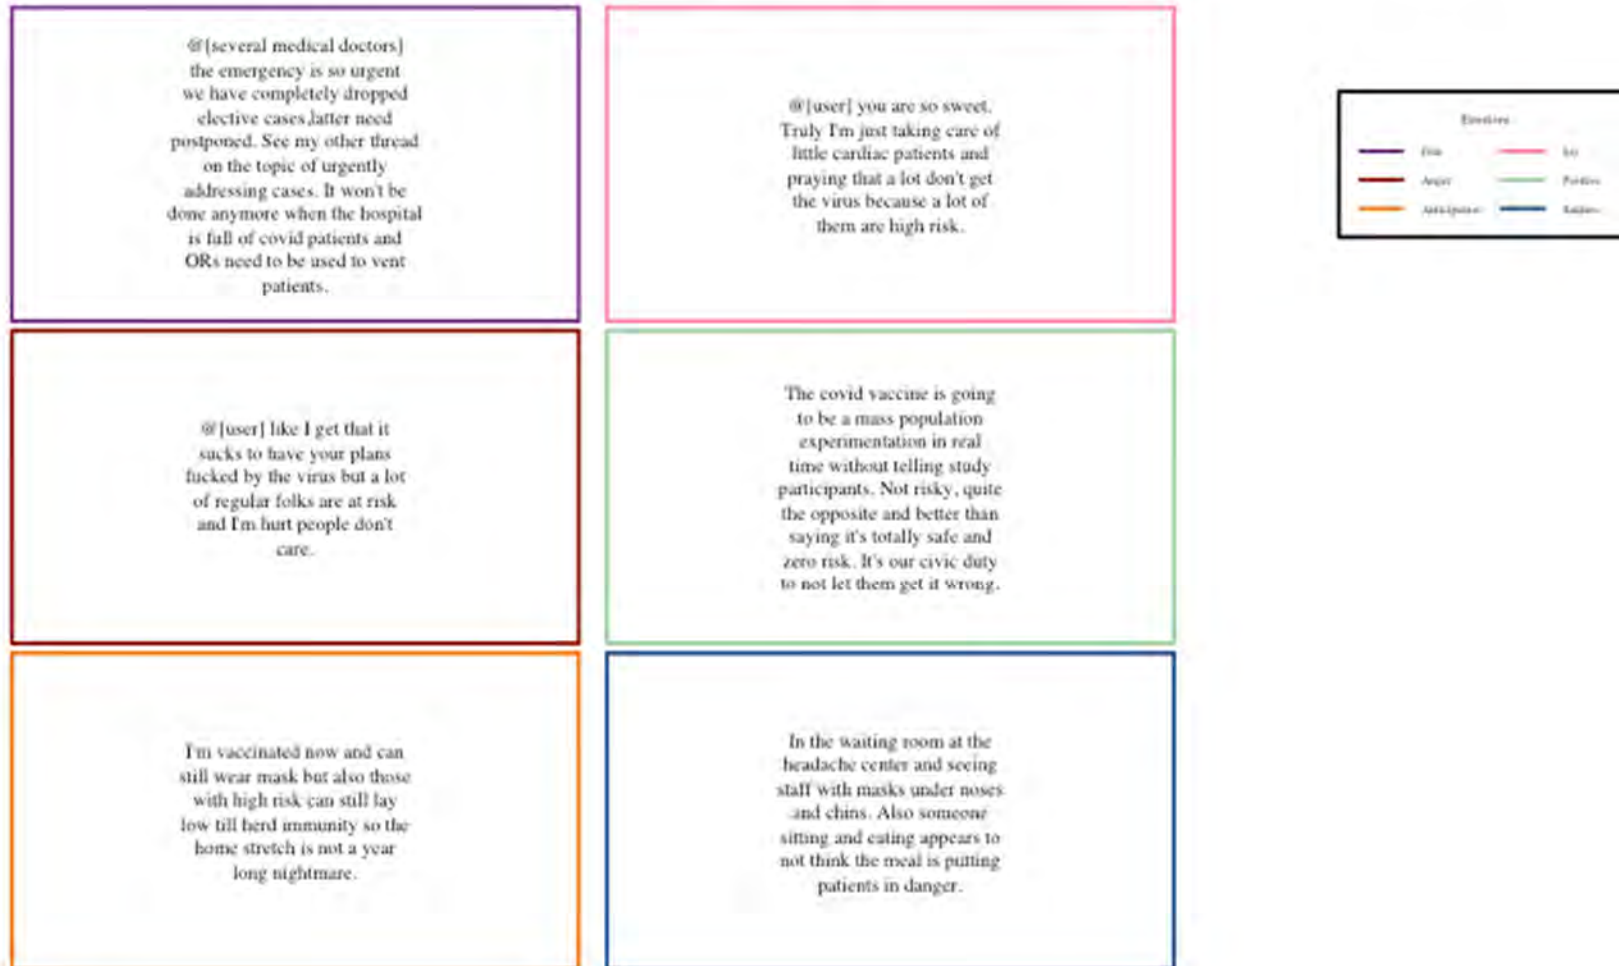 @[several medical doctors]
the emergency is so urgent
we have completely dropped
elective cases,latter need
postponed. See my other thread
on the topic of urgently
addressing cases. It won't be
done anymore when the hospital
is full of covid patients and
ORs need to be used to vent
patients.
@[user] you are so sweet.
Truly I'm just taking care of
little cardiac patients and
praying that a lot don't get
the virus because a lot of
them are high risk.
@[user] like I get that it
sucks to have your plans
fucked by the virus but a lot
of regular folks are at risk
and I'm hurt people don't
care.
The covid vaccine is going
to be a mass population
experimentation in real
time without telling study
participants. Not risky, quite
the opposite and better than
saying it's totally safe and
zero risk. It's our civic duty
to not let them get it wrong.
I'm vaccinated now and can
still wear mask but also those
with high risk can still lay
low till herd immunity so the
home stretch is not a year
long nightmare.
In the waiting room at the
headache center and seeing
staff with masks under noses
and chins. Also someone
sitting and eating appears to
not think the meal is putting
patients in danger.
Emotions
Anger
Positive
Anticipation
Sadness